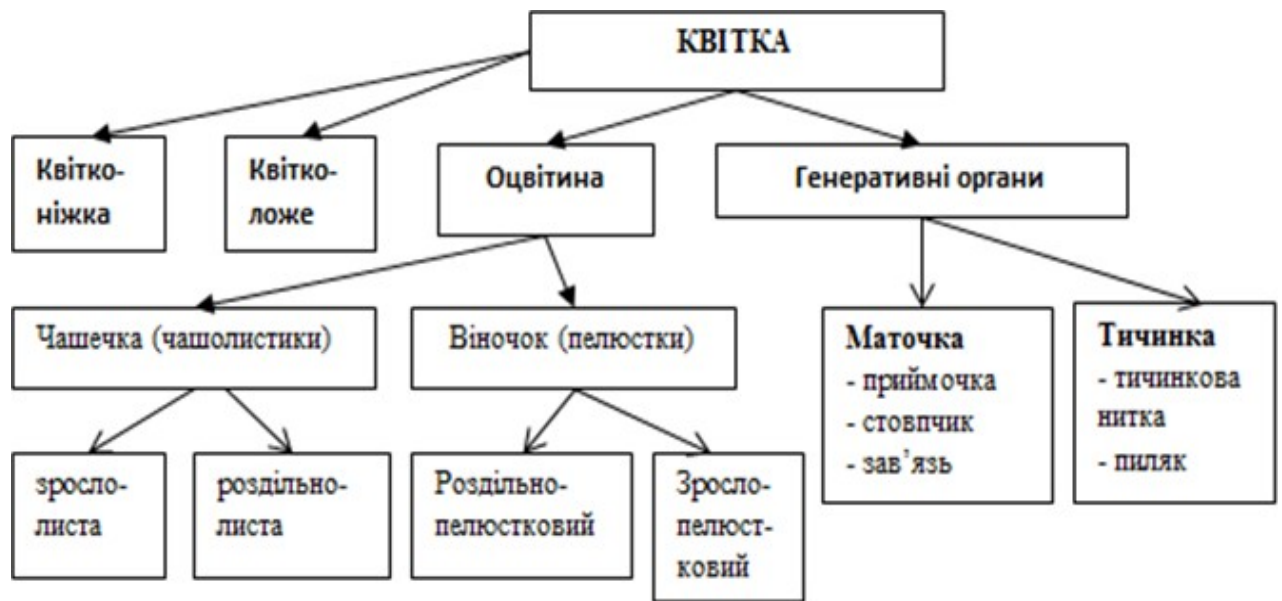 КВІТКА
Квітко-
ніжка
Квітко-
ложе
Оцвітина
Генеративні органи
Чашечка (чашолистики)
Віночок (пелюстки)
Маточка
- приймочка
- стовпчик
- зав’язь
Тичинка
- тичинкова
нитка
- пиляк
зросло-
листа
роздільно-
листа
Роздільно-
пелюстковий
Зросло-
пелюст-
ковий